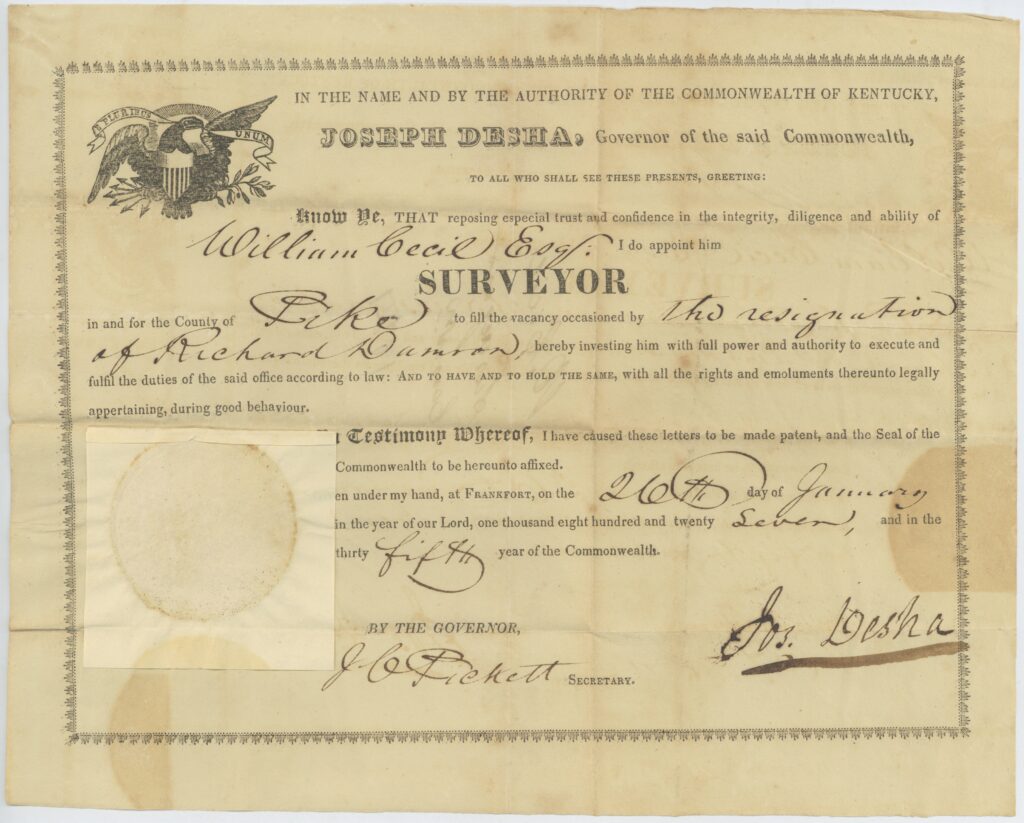 E PLURIBUS UNUM
IN THE NAME AND BY THE AUTHORITY OF THE COMMONWEALTH OF KENTUCKY,
JOSEPH DESHA, Governor of the said Commonwealth,
TO ALL WHO SHALL SEE THESE PRESENTS, GREETING:
Know Ye, THAT reposing especial trust and confidence in the integrity, diligence and ability of
William Cecil Esqr. I do appoint him
SURVEYOR
in and for the County of Pike to fill the vacancy occasioned by the resignation
of Richard Damron, hereby investing him with full power and authority to execute and
fulfil the duties of the said office according to law: AND TO HAVE AND TO HOLD THE SAME, with all the rights and emoluments thereunto legally
appertaining, during good behaviour.
n Testimony Whereof, I have caused these letters to be made patent, and the Seal of the
Commonwealth to be hereunto affixed.
en under my hand, at FRANKFORT, on the 26th day of January
in the year of our Lord, one thousand eight hundred and twenty Seven, and in the
thirty fifth year of the Commonwealth.
BY THE GOVERNOR,
Jos. Desha
J C Pickett SECRETARY.